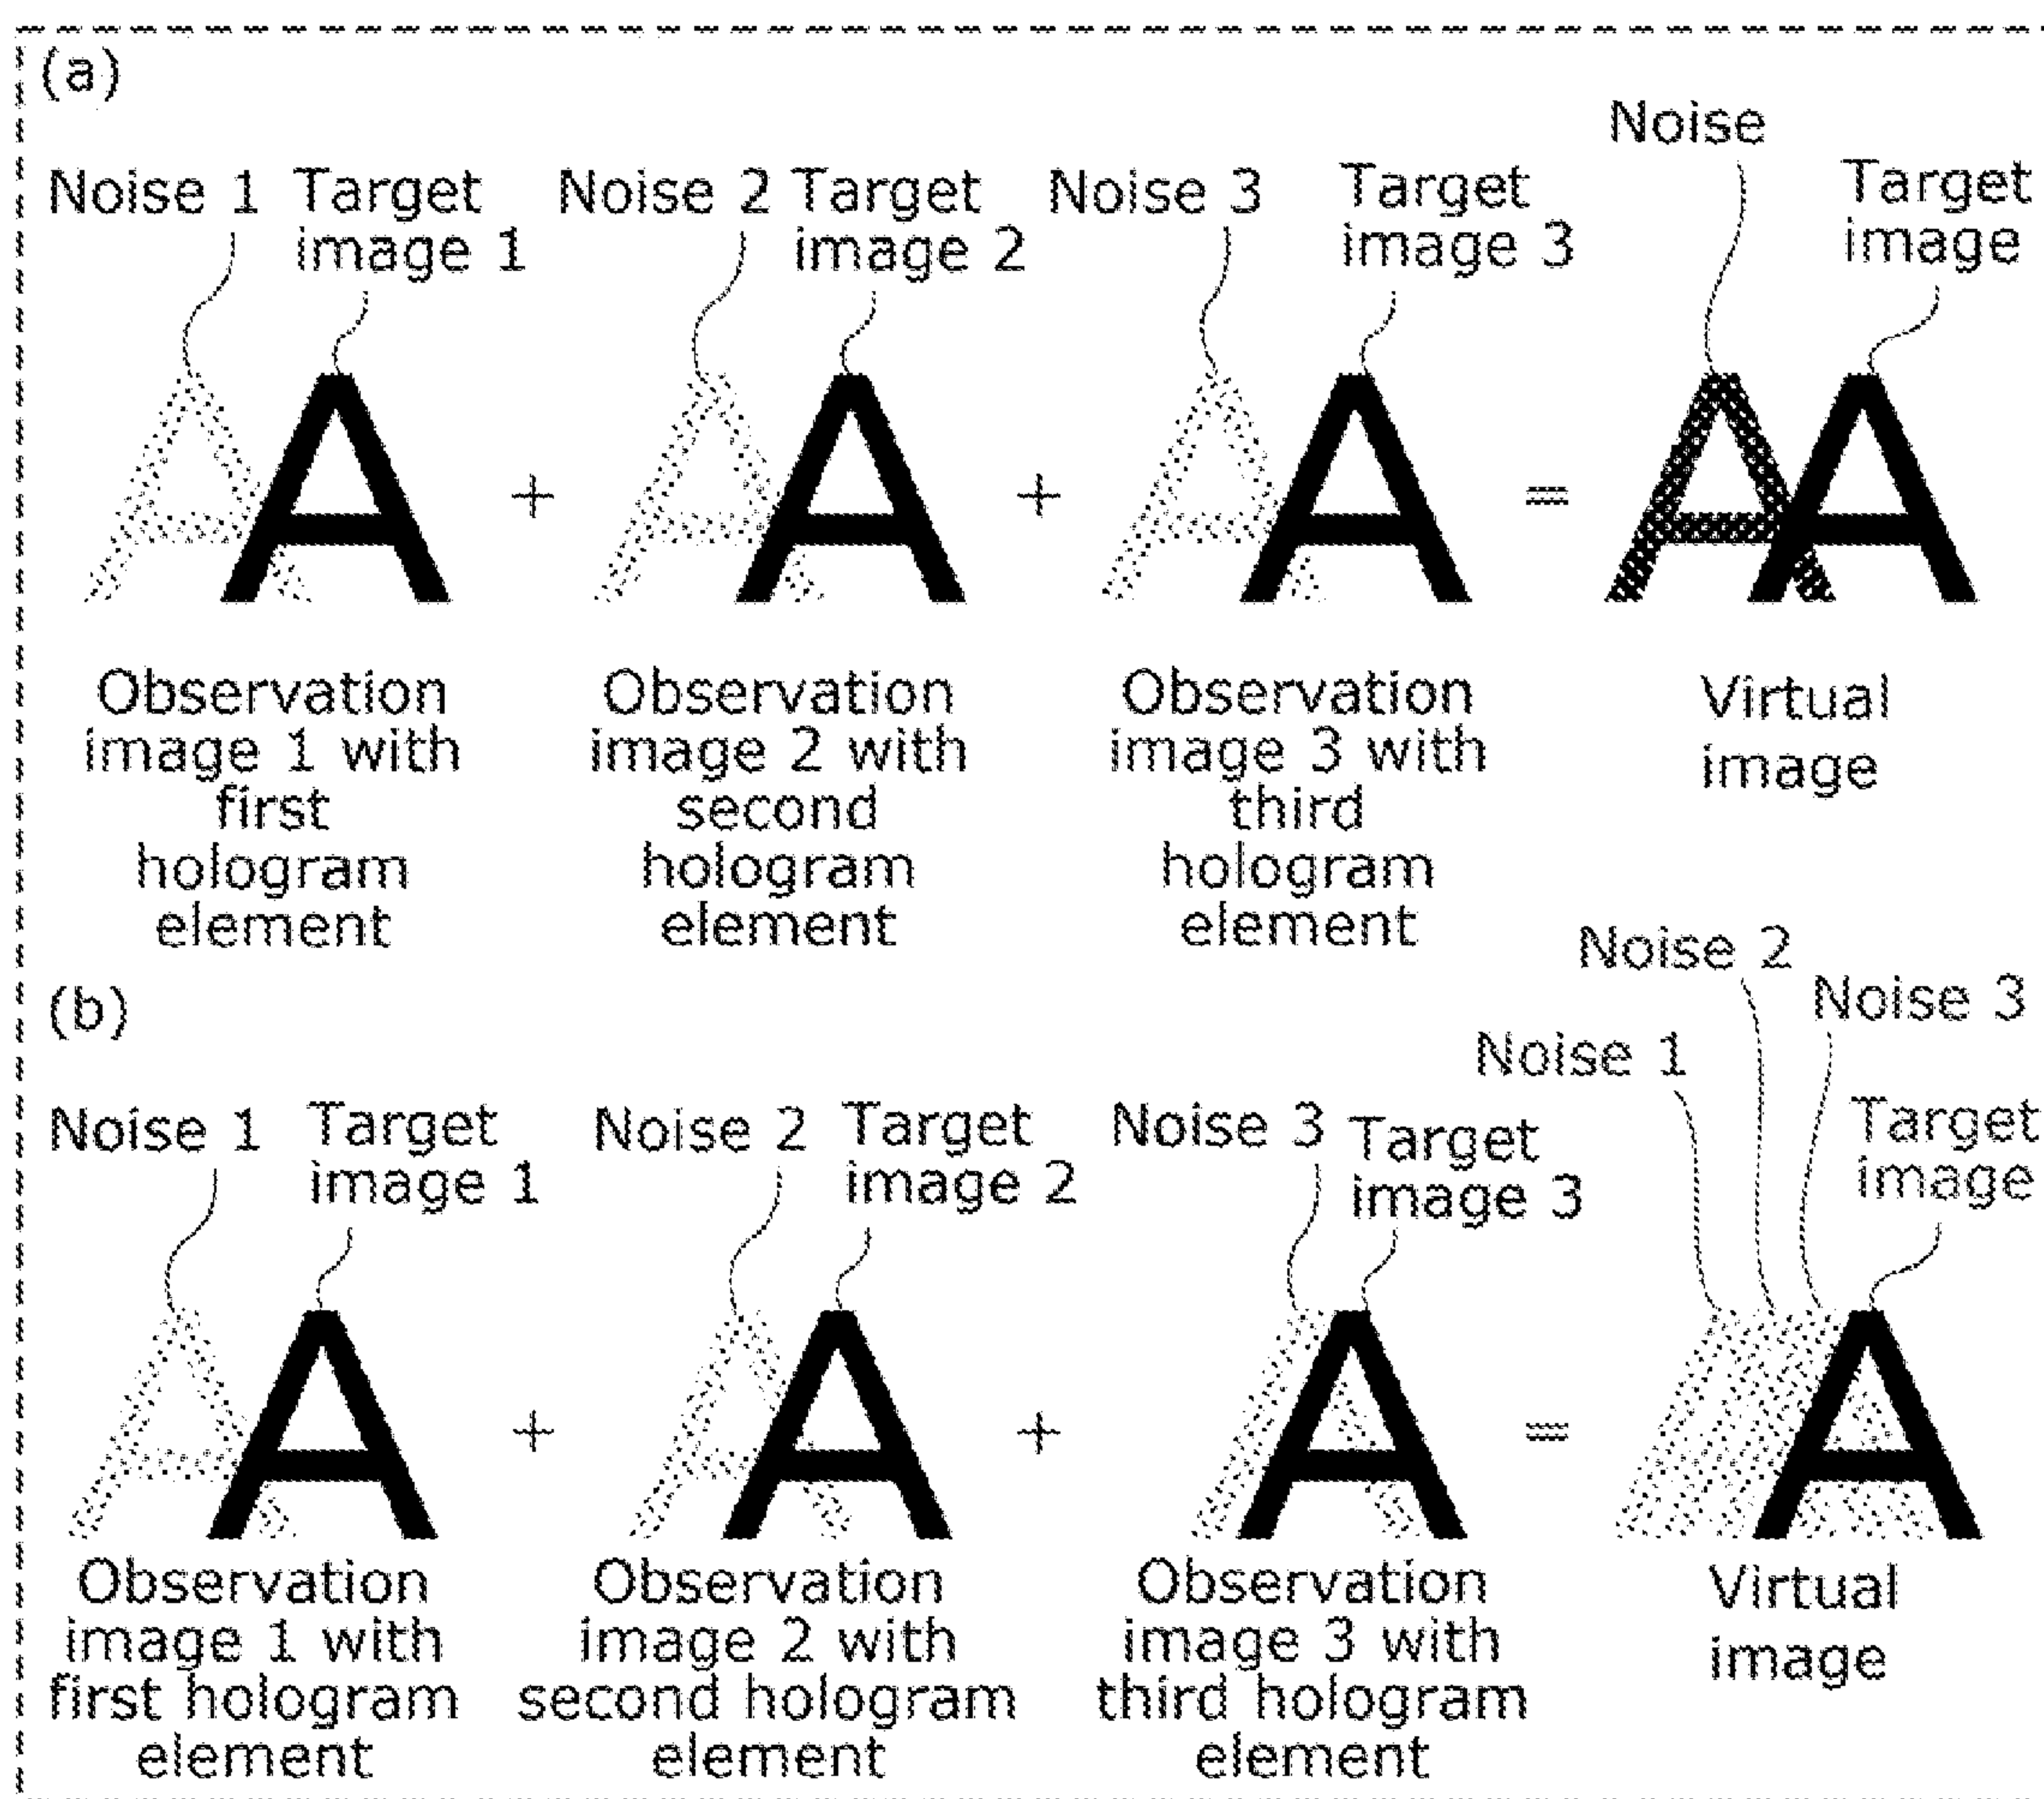 (a)
Noise
Noise 1 Target
image 1
Noise 2 Target
image 2
Noise 3 Target
image 3
Target
image
A + A + A = A
Observation
image 1 with
first
hologram
element
Observation
image 2 with
second
hologram
element
Observation
image 3 with
third
hologram
element
Virtual
image
(b)
Noise 1 Target
image 1
Noise 2 Target
image 2
Noise 3 Target
image 3
Noise 2
Noise 3
Noise 1
Target
image
A + A + A = A
Observation
image 1 with
first hologram
element
Observation
image 2 with
second hologram
element
Observation
image 3 with
third hologram
element
Virtual
image